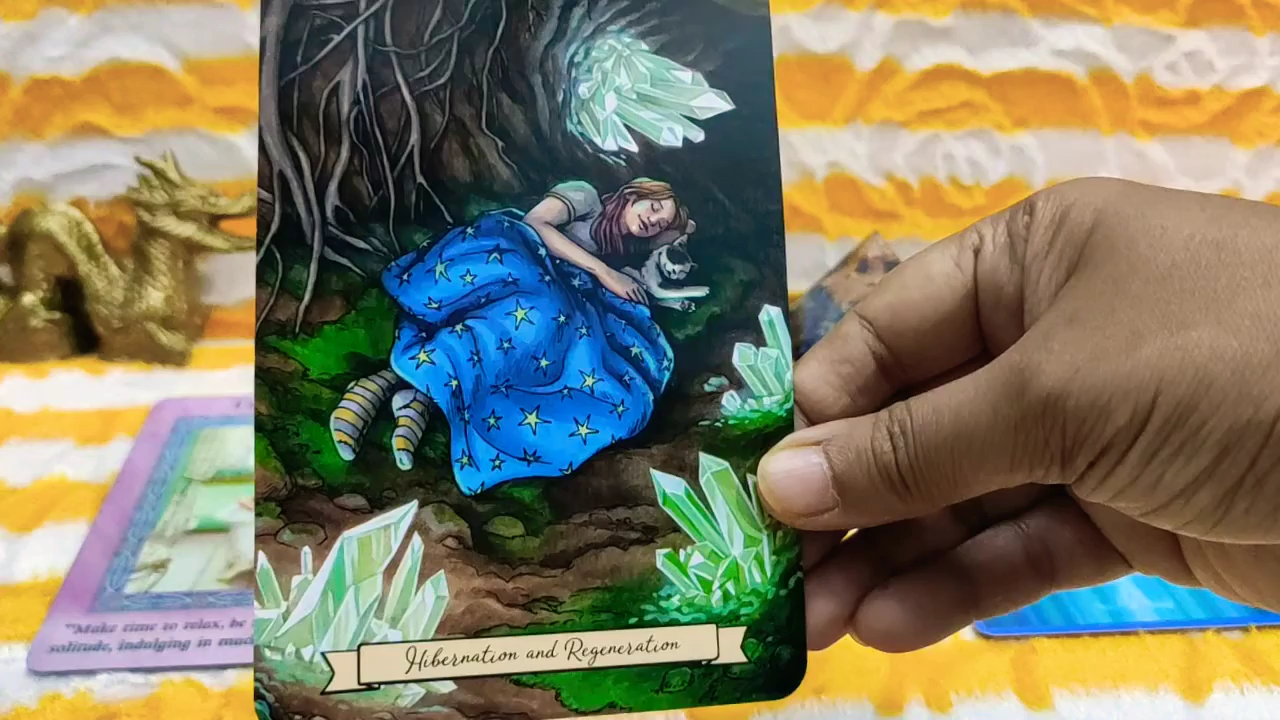 "Make time to relax, be
solitude, indulging in
Hibernation and Regeneration